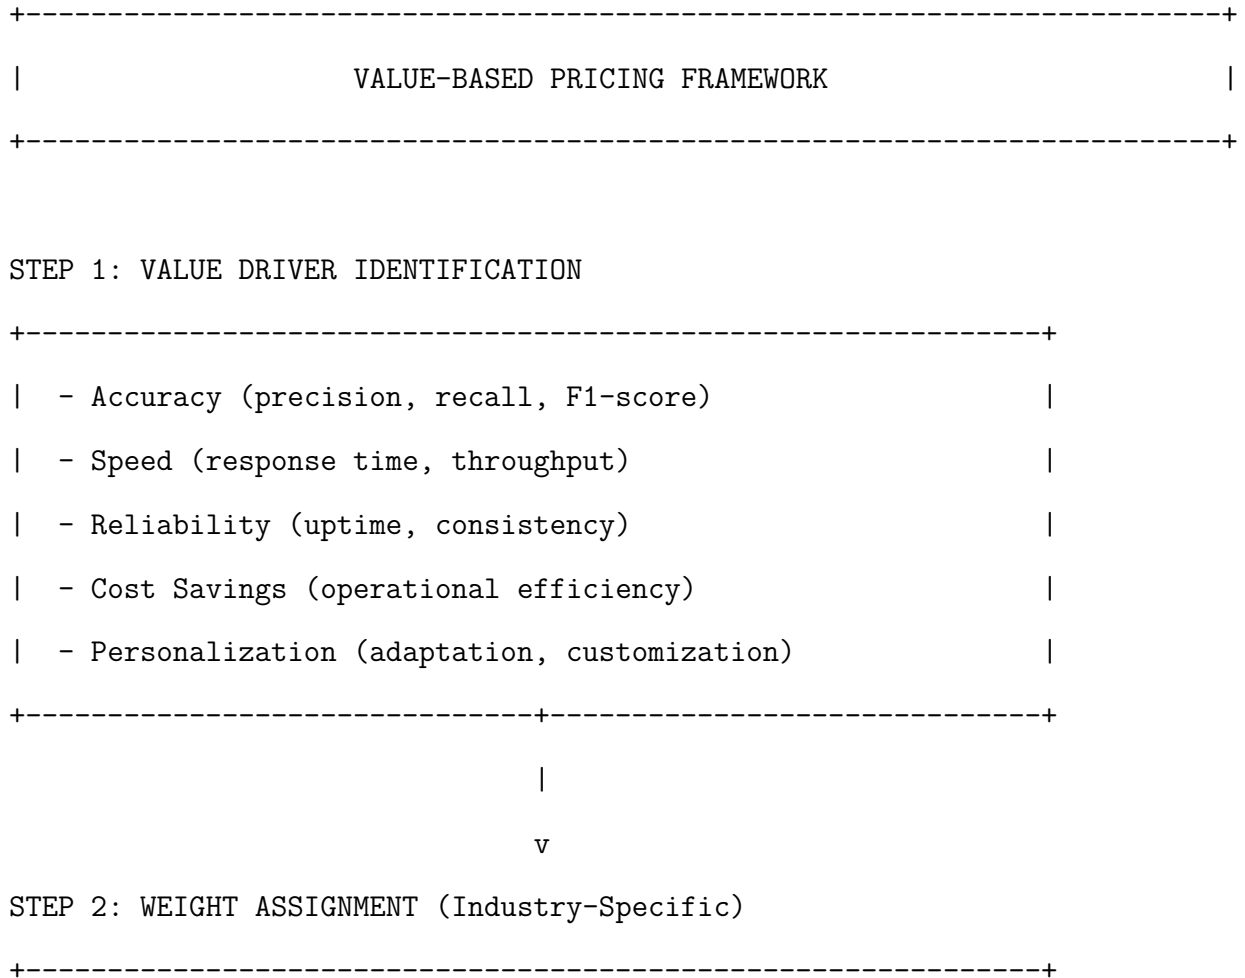 +-------------------------------------------------------------------------+
|                    VALUE-BASED PRICING FRAMEWORK                        |
+-------------------------------------------------------------------------+
STEP 1: VALUE DRIVER IDENTIFICATION
+--------------------------------------------------------------+
|  - Accuracy (precision, recall, F1-score)                    |
|  - Speed (response time, throughput)                         |
|  - Reliability (uptime, consistency)                         |
|  - Cost Savings (operational efficiency)                     |
|  - Personalization (adaptation, customization)               |
+-------------------------------+------------------------------+
                                |
                                v
STEP 2: WEIGHT ASSIGNMENT (Industry-Specific)
+--------------------------------------------------------------+